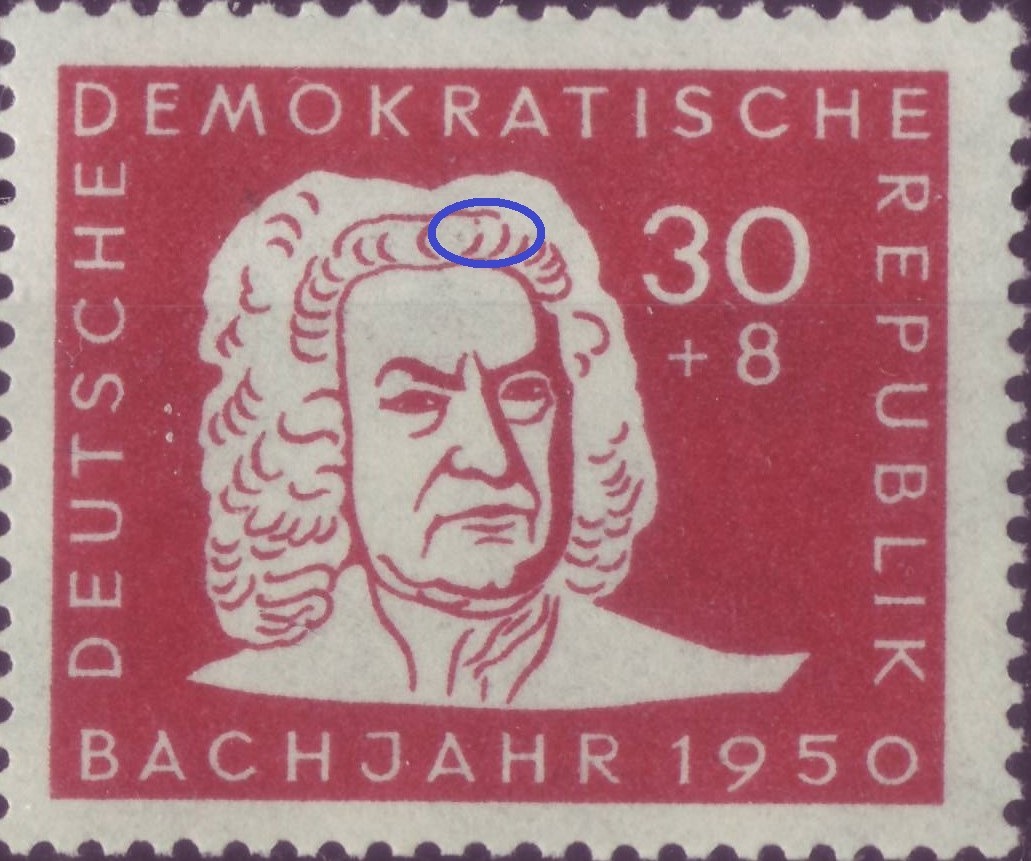 DEUTSCHE
DEMOKRATISCHE
REPUBLIK
30
+ 8
BACHJAHR 1950